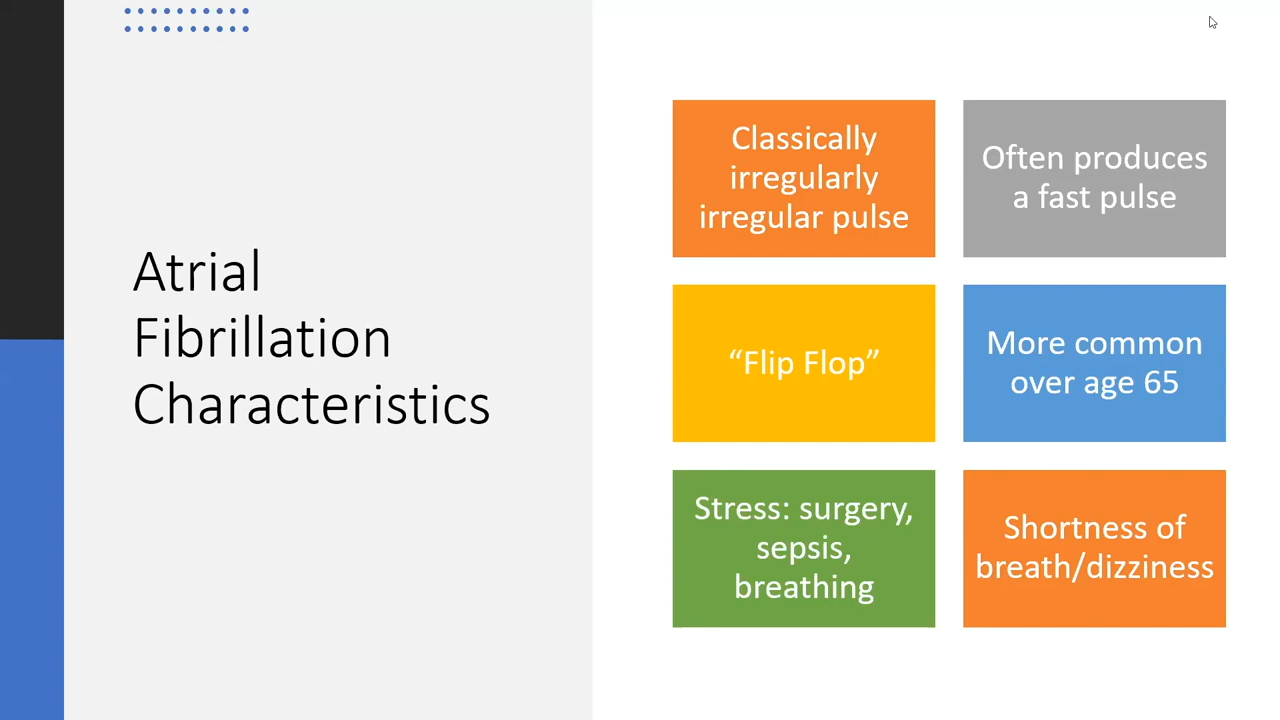 Atrial
Fibrillation
Characteristics
Classically
irregularly
irregular pulse
Often produces
a fast pulse
“Flip Flop”
More common
over age 65
Stress: surgery,
sepsis,
breathing
Shortness of
breath/dizziness